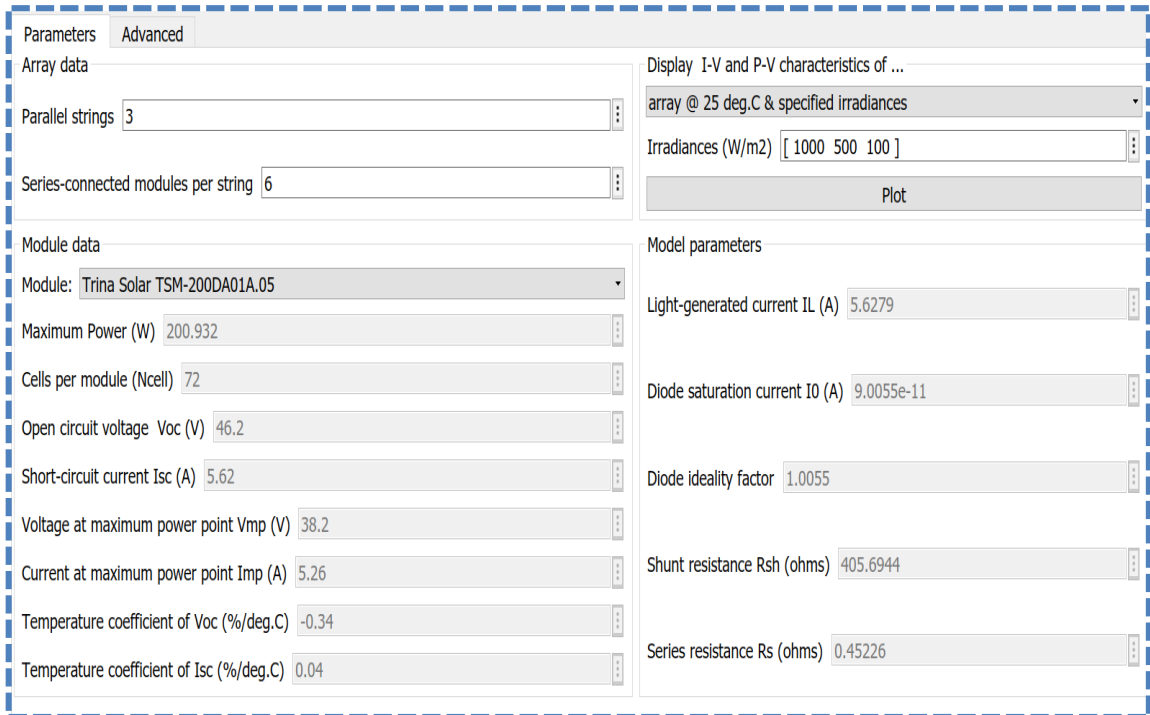 Parameters Advanced
Array data
Parallel strings 3
Series-connected modules per string 6
Display I-V and P-V characteristics of ...
array @ 25 deg.C & specified irradiances
Irradiances (W/m2) [ 1000 500 100 ]
Plot
Module data
Module: Trina Solar TSM-200DA01A.05
Maximum Power (W) 200.932
Cells per module (Ncell) 72
Open circuit voltage Voc (V) 46.2
Short-circuit current Isc (A) 5.62
Voltage at maximum power point Vmp (V) 38.2
Current at maximum power point Imp (A) 5.26
Temperature coefficient of Voc (%/deg.C) -0.34
Temperature coefficient of Isc (%/deg.C) 0.04
Model parameters
Light-generated current IL (A) 5.6279
Diode saturation current I0 (A) 9.0055e-11
Diode ideality factor 1.0055
Shunt resistance Rsh (ohms) 405.6944
Series resistance Rs (ohms) 0.45226